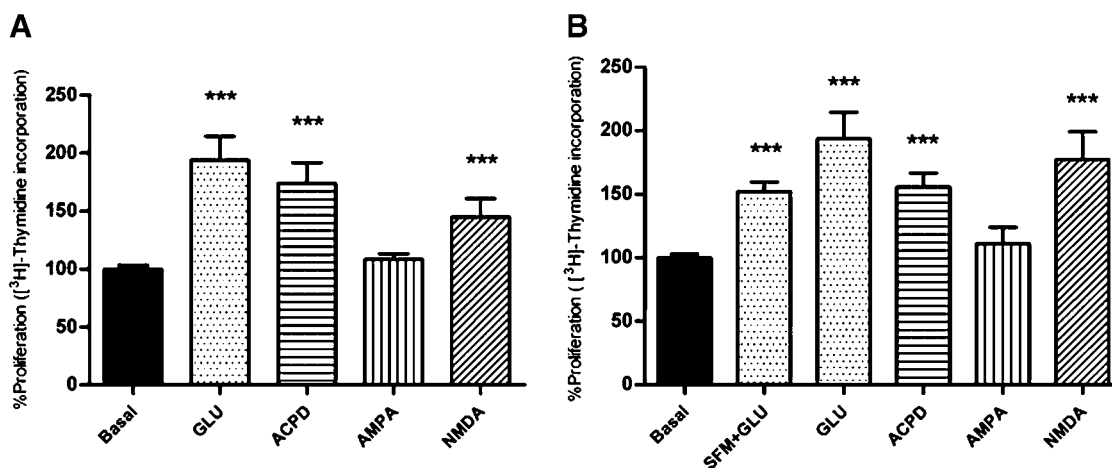 A
%Proliferation ([³H]-Thymidine incorporation)
250
200
150
100
50
0
***
***
***
Basal
GLU
ACPD
AMPA
NMDA
B
%Proliferation ( [³H]-Thymidine incorporation)
250
200
150
100
50
0
***
***
***
***
Basal
SFM+GLU
GLU
ACPD
AMPA
NMDA